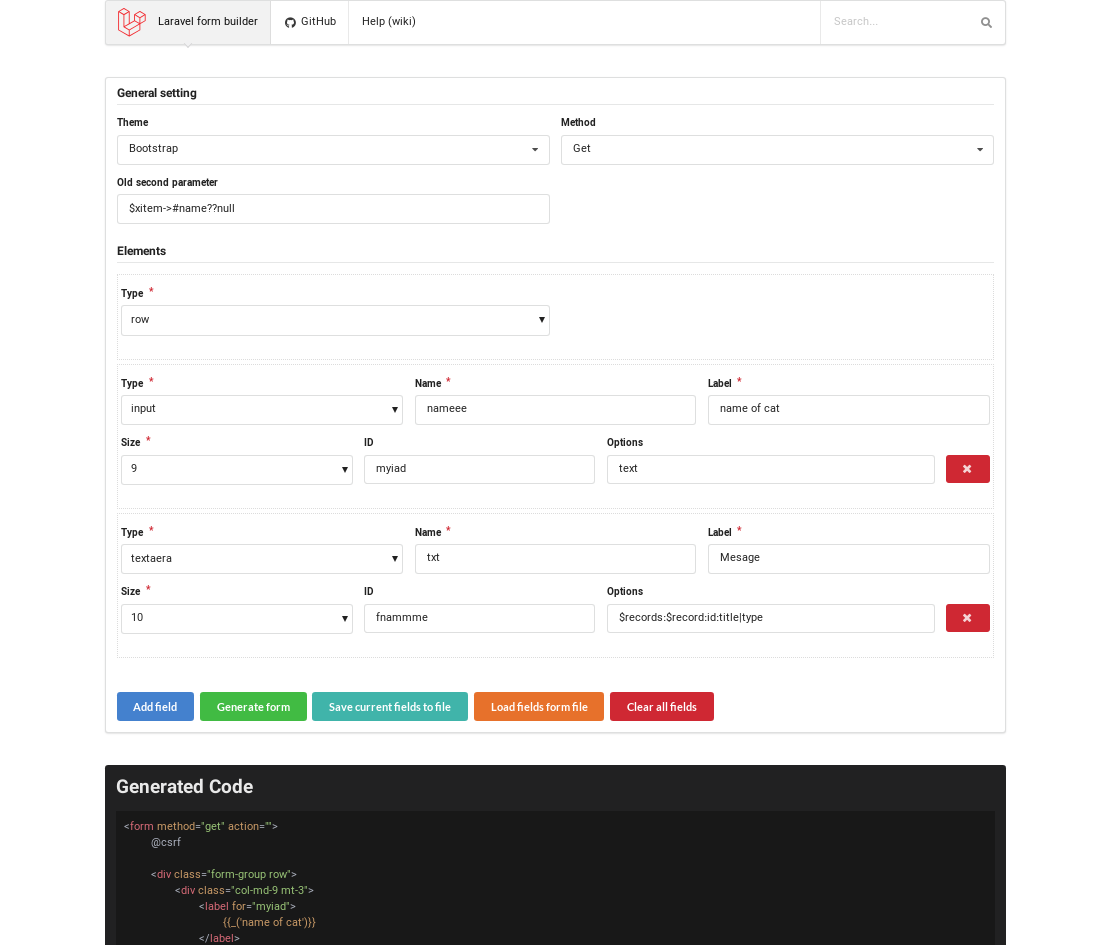 Laravel form builder GitHub Help (wiki) Search...
General setting
Theme Method
Bootstrap Get
Old second parameter
$xitem->#name??null
Elements
Type *
row
Type * Name * Label *
input nameee name of cat
Size * ID Options
9 myiad text
Type * Name * Label *
textaera txt Mesage
Size * ID Options
10 fnammme $records:$record:id:title|type
Add field Generate form Save current fields to file Load fields form file Clear all fields
Generated Code
<form method="get" action="">
@csrf
<div class="form-group row">
<div class="col-md-9 mt-3">
<label for="myiad">
{{_('name of cat')}}
</label>